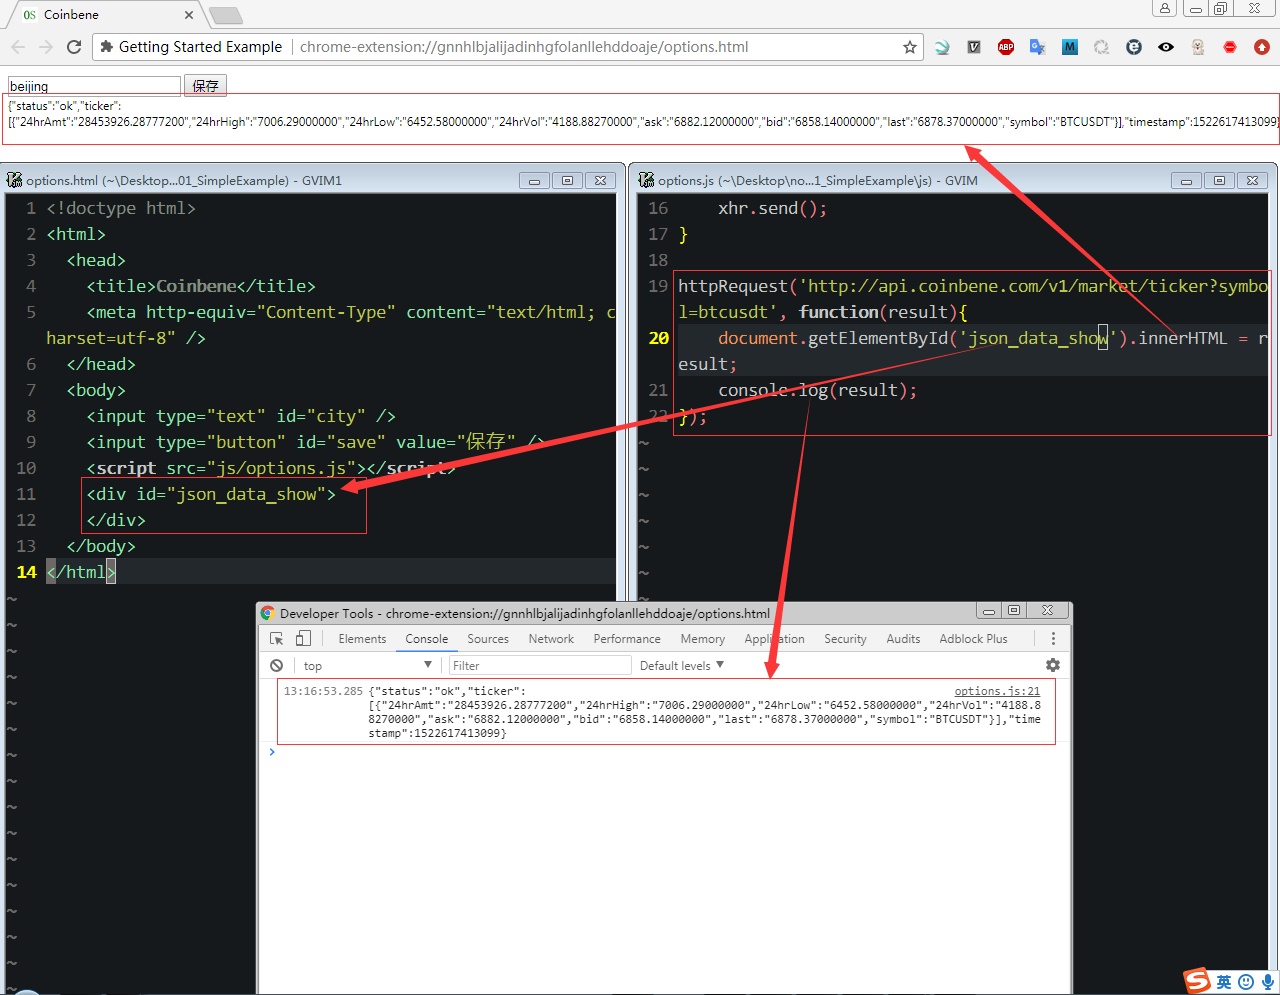 Coinbene
Getting Started Example
chrome-extension://gnnhlbjalijadinhgfolanllehddoaje/options.html
ABP
M
beijing
保存
{"status":"ok","ticker":
[{"24hrAmt":"28453926.28777200","24hrHigh":"7006.29000000","24hrLow":"6452.58000000","24hrVol":"4188.88270000","ask":"6882.12000000","bid":"6858.14000000","last":"6878.37000000","symbol":"BTCUSDT"}],"timestamp":1522617413099}
options.html (~\Desktop...01_SimpleExample) - GVIM1
1 <!doctype html>
2 <html>
3 <head>
4 <title>Coinbene</title>
5 <meta http-equiv="Content-Type" content="text/html; c
harset=utf-8" />
6 </head>
7 <body>
8 <input type="text" id="city" />
9 <input type="button" id="save" value="保存" />
10 <script src="js/options.js"></script>
11 <div id="json_data_show">
12 </div>
13 </body>
14 </html>
options.js (~\Desktop\no...1_SimpleExample\js) - GVIM
16 xhr.send();
17 }
18
19 httpRequest('http://api.coinbene.com/v1/market/ticker?symbo
l=btcusdt', function(result){
20 document.getElementById('json_data_show').innerHTML = r
esult;
21 console.log(result);
22 });
Developer Tools - chrome-extension://gnnhlbjalijadinhgfolanllehddoaje/options.html
Elements Console Sources Network Performance Memory Application Security Audits Adblock Plus
top Filter Default levels
13:16:53.285 {"status":"ok","ticker": options.js:21
[{"24hrAmt":"28453926.28777200","24hrHigh":"7006.29000000","24hrLow":"6452.58000000","24hrVol":"4188.8
8270000","ask":"6882.12000000","bid":"6858.14000000","last":"6878.37000000","symbol":"BTCUSDT"}],"time
stamp":1522617413099}
英